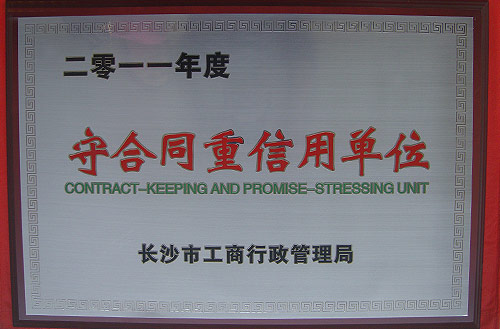 二零一一年度
守合同重信用单位
CONTRACT-KEEPING AND PROMISE-STRESSING UNIT
长沙市工商行政管理局